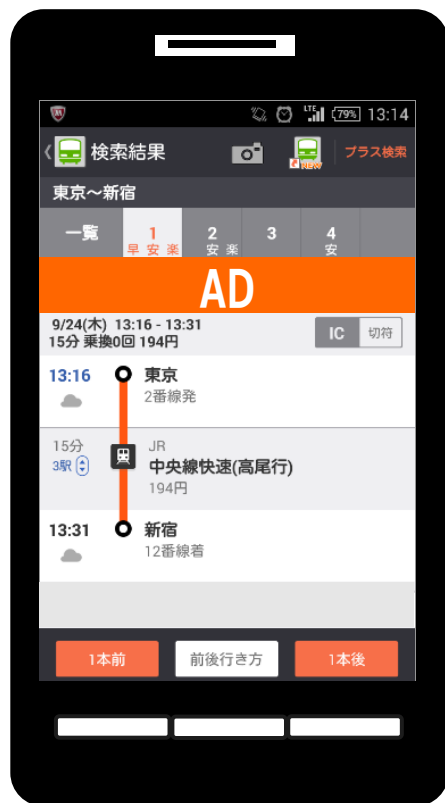 LTE 79% 13:14
検索結果 NEW プラス検索
東京～新宿
一覧 1 2 3 4
早 安 楽 安 楽 安
AD
9/24(木) 13:16 - 13:31
15分 乗換0回 194円
IC 切符
13:16 東京
2番線発
15分 JR
3駅 中央線快速(高尾行)
194円
13:31 新宿
12番線着
1本前 前後行き方 1本後